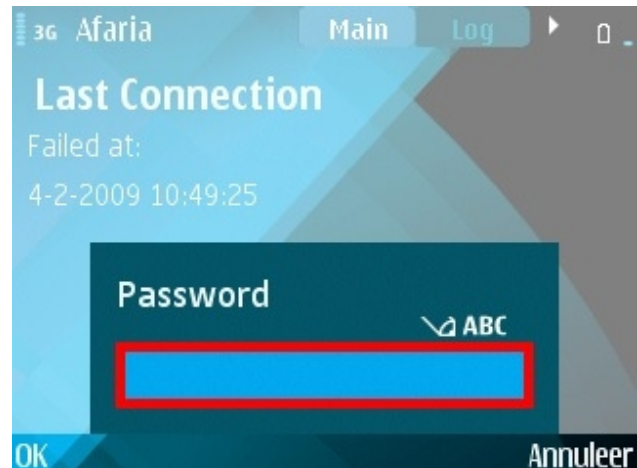 3G Afaria Main Log
Last Connection
Failed at:
4-2-2009 10:49:25
Password
ABC
OK Annuleer